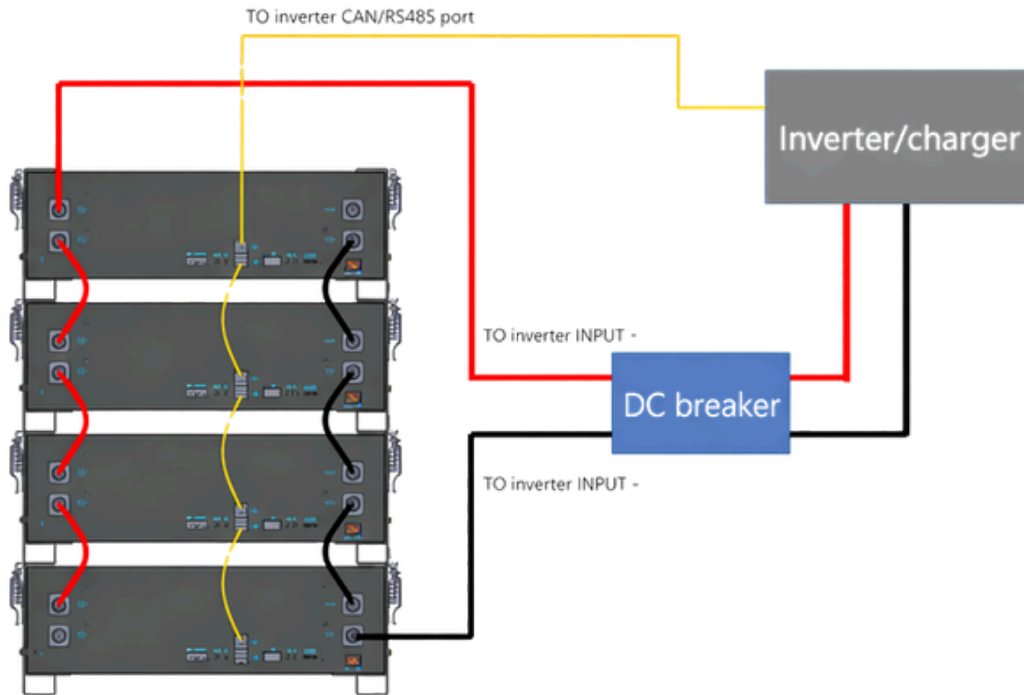 TO inverter CAN/RS485 port
Inverter/charger
TO inverter INPUT -
DC breaker
TO inverter INPUT -